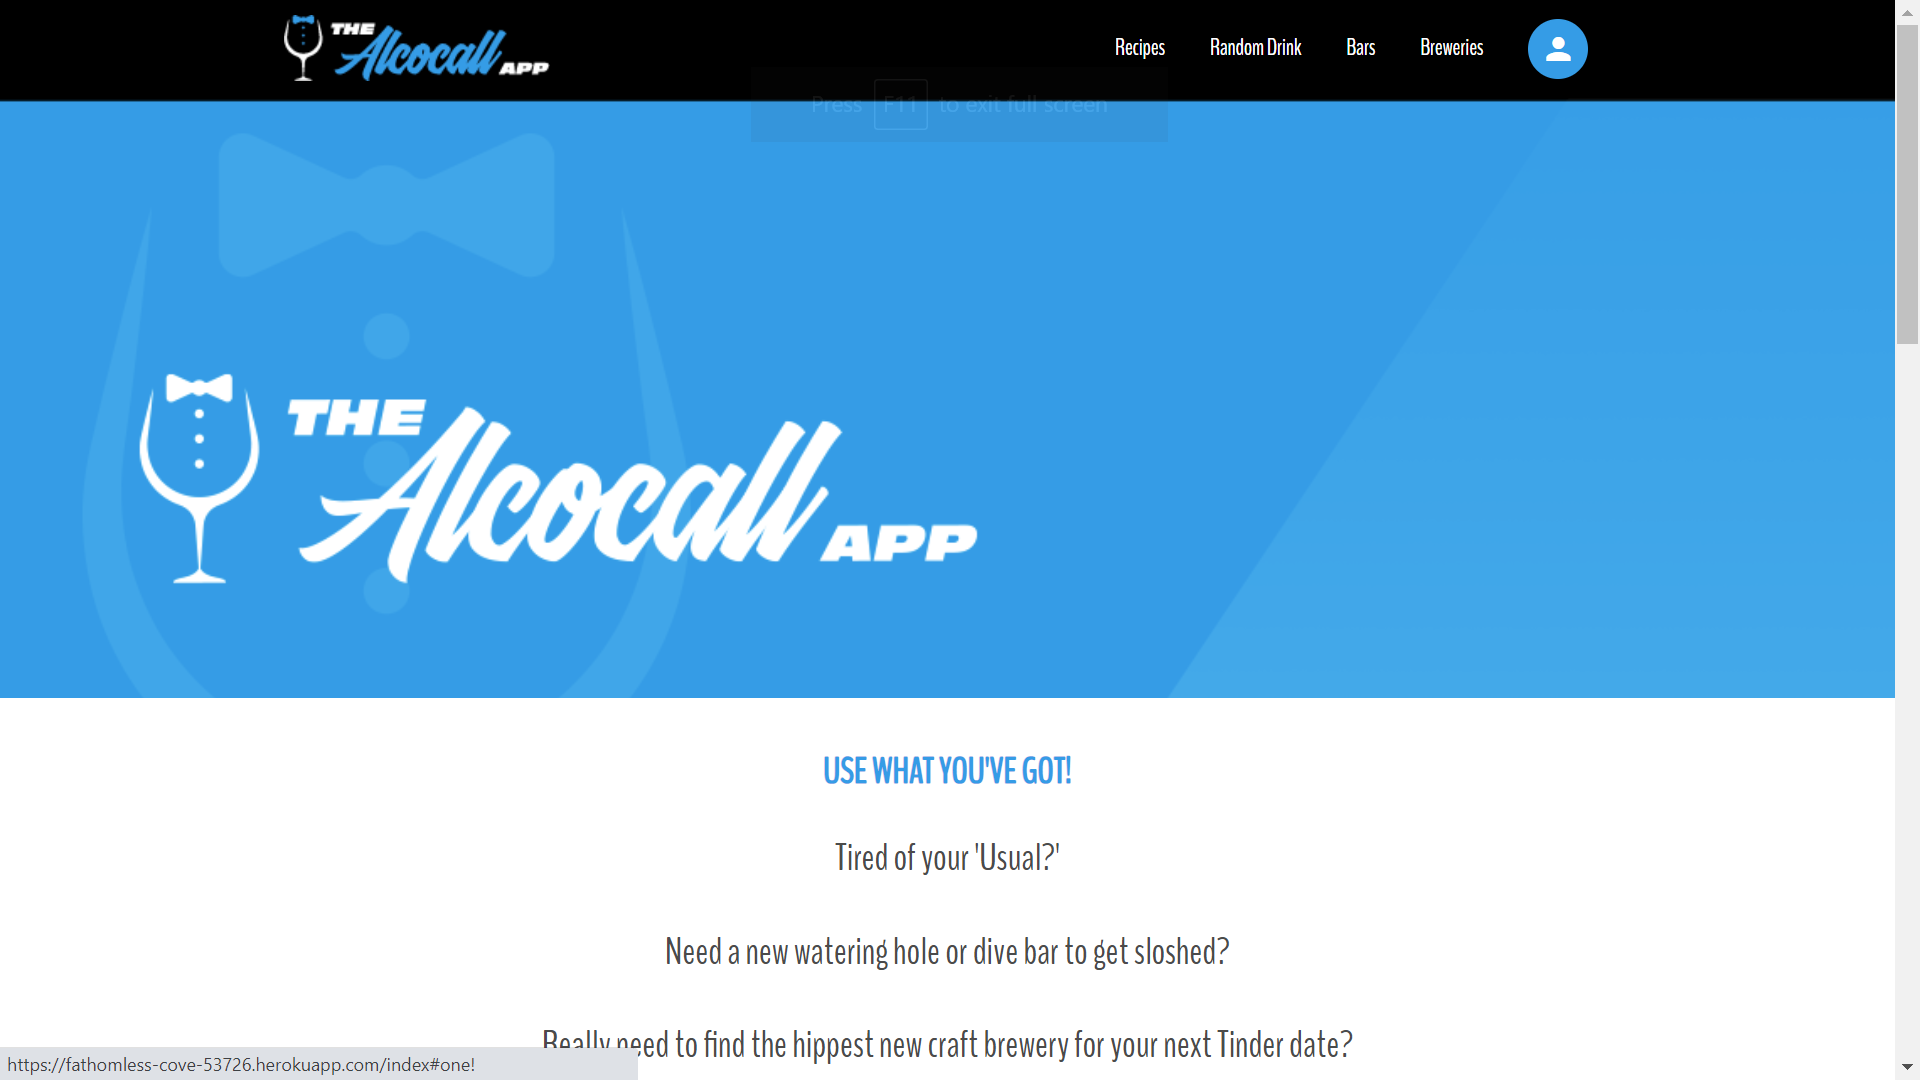 THE Alcocall APP
Recipes Random Drink Bars Breweries
Press F11 to exit full screen
THE Alcocall APP
USE WHAT YOU'VE GOT!
Tired of your 'Usual?'
Need a new watering hole or dive bar to get sloshed?
Really need to find the hippest new craft brewery for your next Tinder date?
https://fathomless-cove-53726.herokuapp.com/index#one!